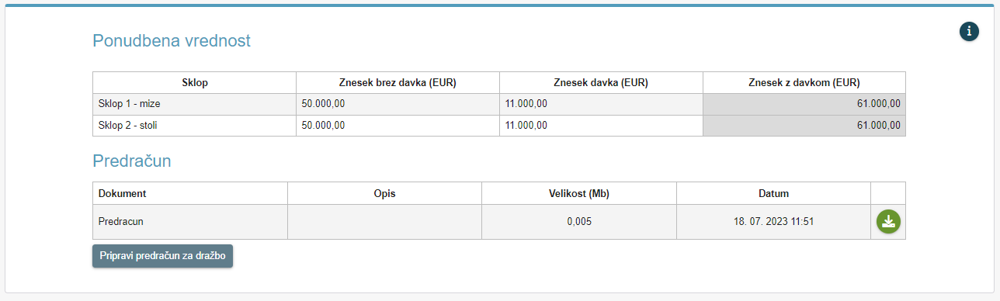 Ponudbena vrednost
Sklop Znesek brez davka (EUR) Znesek davka (EUR) Znesek z davkom (EUR)
Sklop 1 - mize 50.000,00 11.000,00 61.000,00
Sklop 2 - stoli 50.000,00 11.000,00 61.000,00
Predračun
Dokument Opis Velikost (Mb) Datum
Predracun 0,005 18. 07. 2023 11:51
Pripravi predračun za dražbo